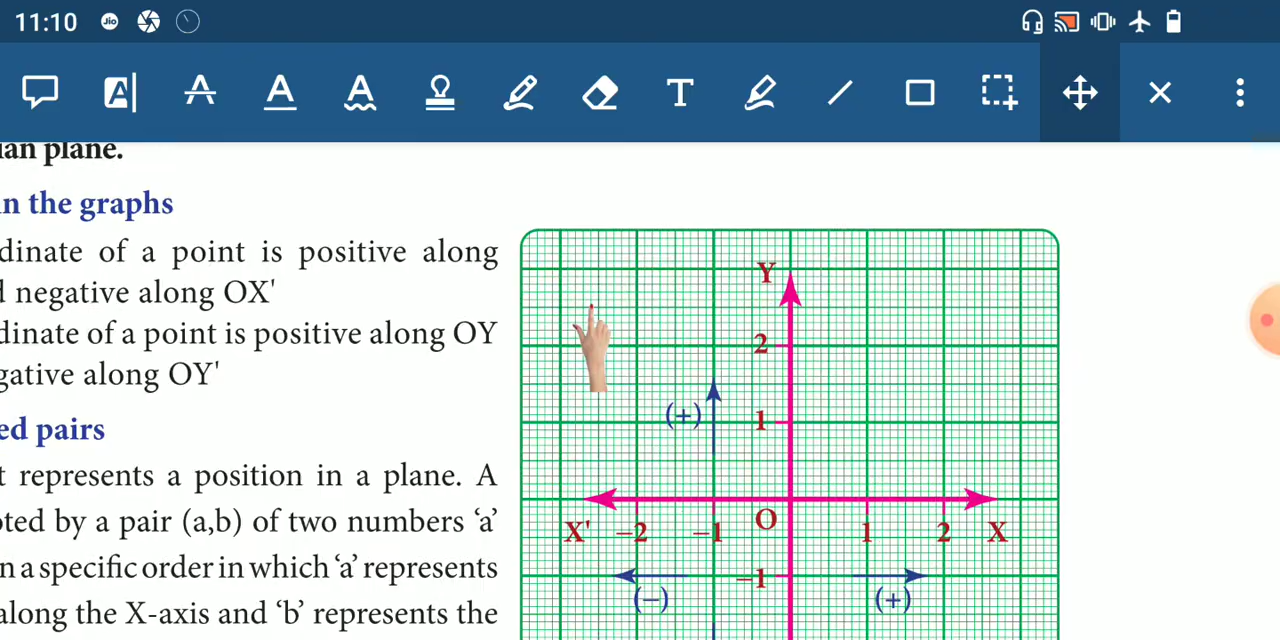 11:10
Jio
A
A
A
A
T
ian plane.
in the graphs
dinate of a point is positive along
d negative along OX'
dinate of a point is positive along OY
gative along OY'
ed pairs
t represents a position in a plane. A
oted by a pair (a,b) of two numbers ‘a’
n a specific order in which ‘a’ represents
along the X-axis and ‘b’ represents the
Y
2
(+)
1
X' −2 −1 O 1 2 X
−1
(−) (+)